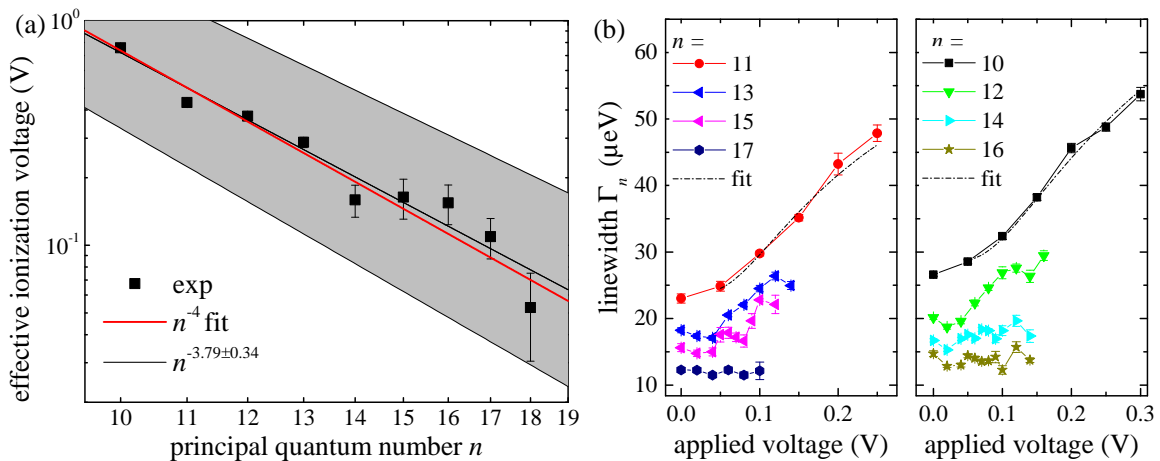 (a)
effective ionization voltage (V)
10⁰
10⁻¹
exp
n⁻⁴ fit
n⁻³·⁷⁹±⁰·³⁴
10 11 12 13 14 15 16 17 18 19
principal quantum number n
(b)
linewidth Γₙ (µeV)
60
50
40
30
20
10
n =
11
13
15
17
fit
0.0 0.1 0.2
applied voltage (V)
n =
10
12
14
16
fit
0.0 0.1 0.2 0.3
applied voltage (V)